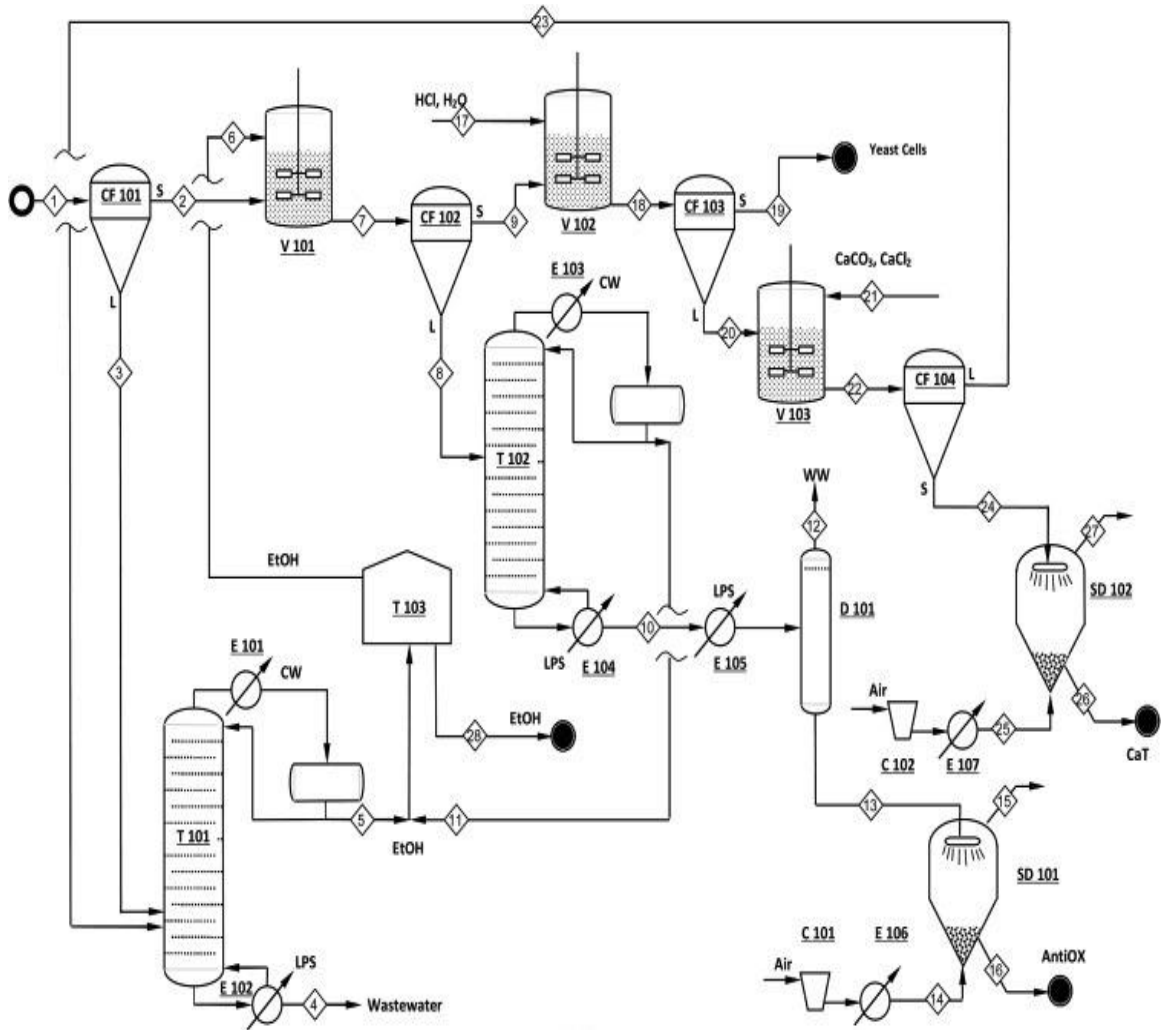 23
HCl, H₂O
17
6
1
CF 101
S
2
V 101
7
CF 102
S
9
V 102
18
CF 103
S
19
Yeast Cells
L
3
L
8
E 103
CW
L
20
CaCO₃, CaCl₂
21
V 103
22
CF 104
L
S
24
T 102
WW
12
27
SD 102
EtOH
T 103
LPS
E 104
10
LPS
E 105
D 101
26
CaT
Air
C 102
E 107
25
E 101
CW
EtOH
28
5
11
EtOH
T 101
13
15
SD 101
C 101
E 106
Air
14
16
AntiOX
E 102
LPS
4
Wastewater